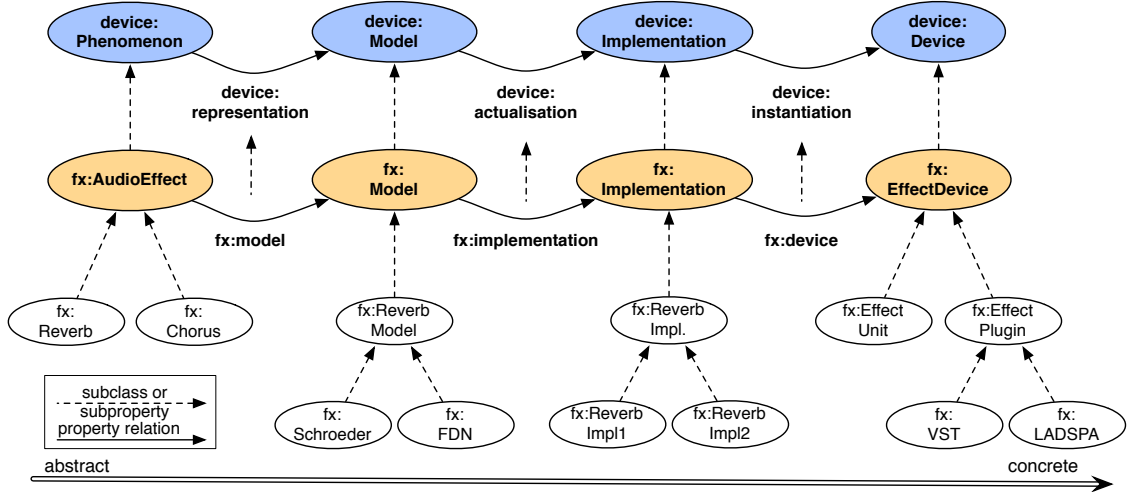 device:
Phenomenon
device:
Model
device:
Implementation
device:
Device
device:
representation
device:
actualisation
device:
instantiation
fx:AudioEffect
fx:
Model
fx:
Implementation
fx:
EffectDevice
fx:model
fx:implementation
fx:device
fx:
Reverb
fx:
Chorus
fx:Reverb
Model
fx:Reverb
Impl.
fx:Effect
Unit
fx:Effect
Plugin
fx:
Schroeder
fx:
FDN
fx:Reverb
Impl1
fx:Reverb
Impl2
fx:
VST
fx:
LADSPA
subclass or
subproperty
property relation
abstract
concrete